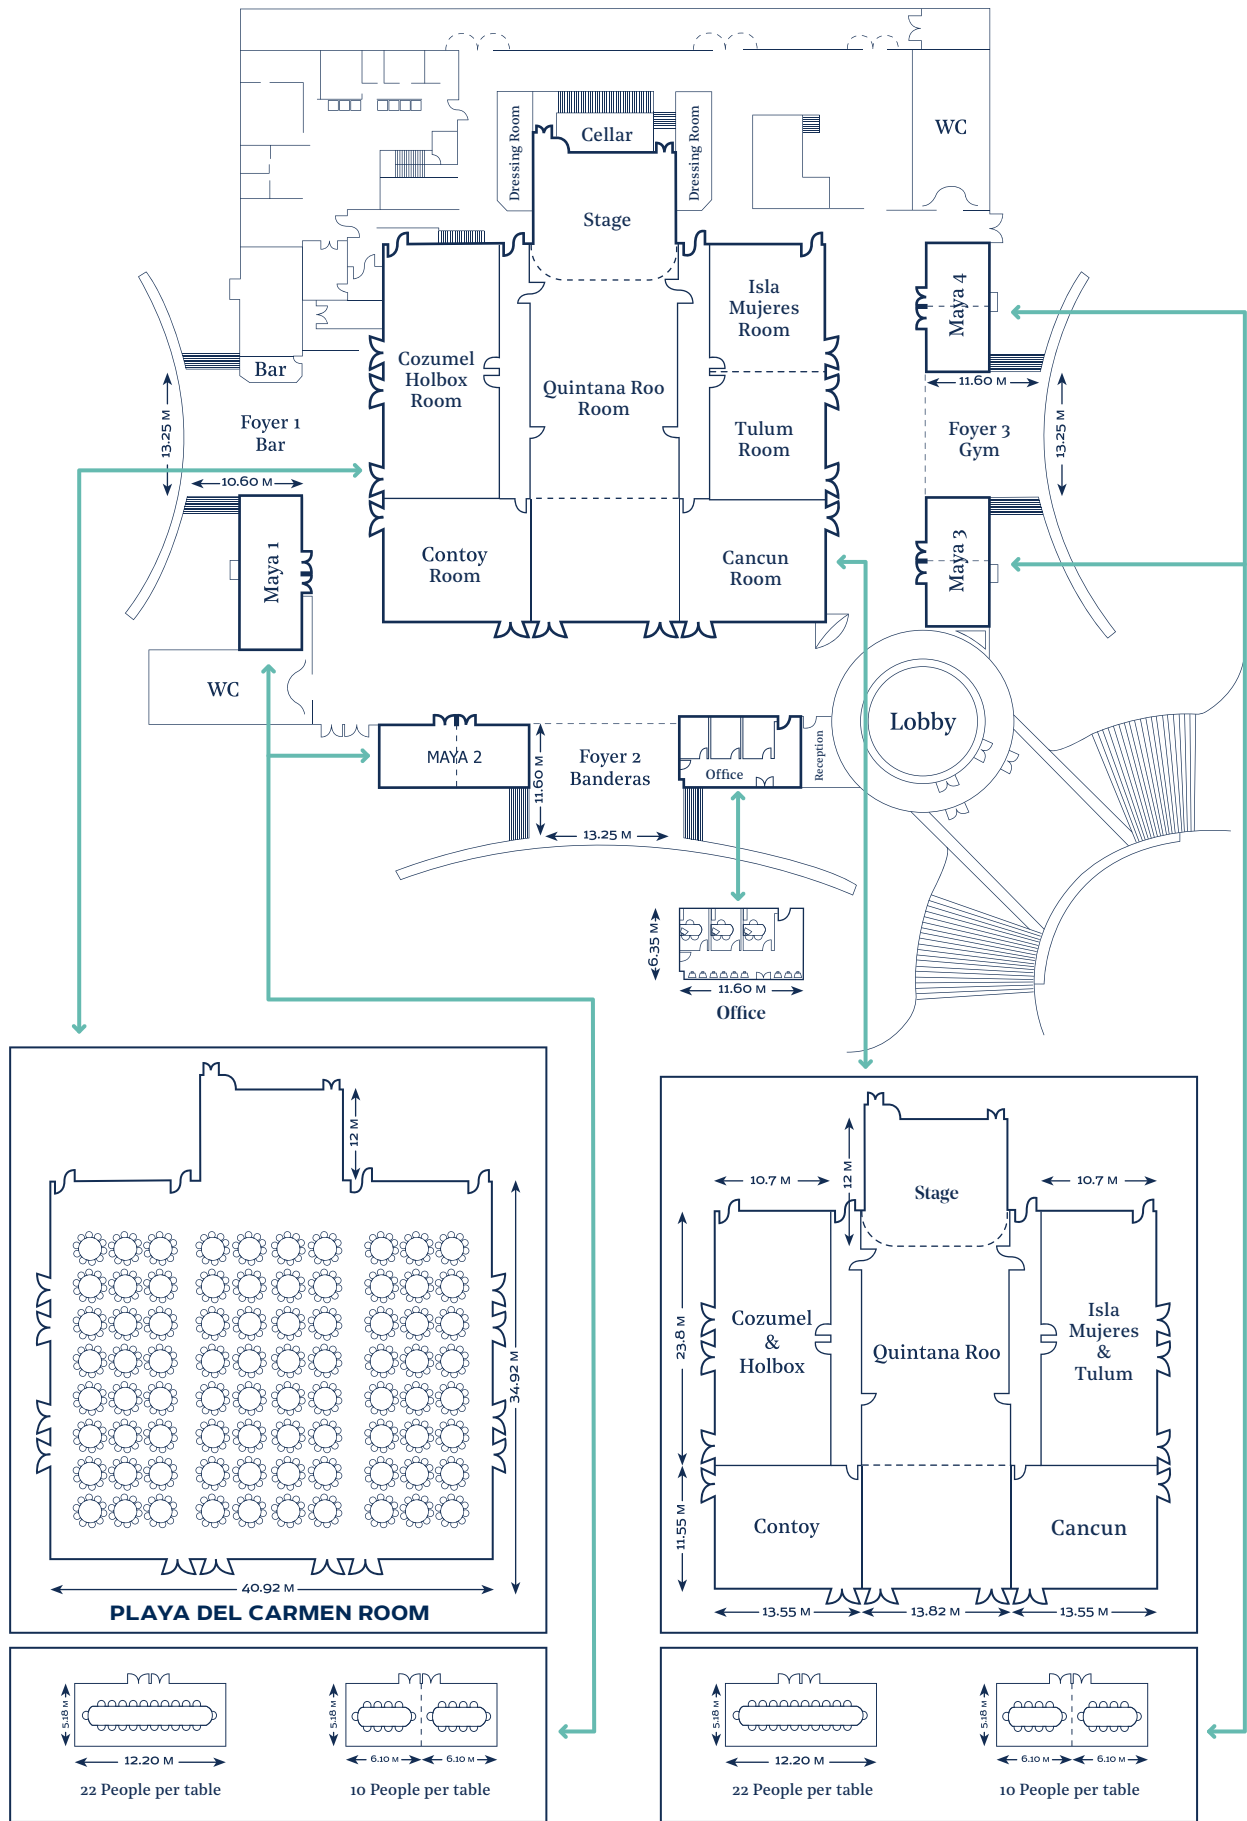 WC
Cellar
Dressing Room
Dressing Room
Stage
Isla
Mujeres
Room
Maya 4
Bar
Cozumel
Holbox
Room
Quintana Roo
Room
11.60 M
13.25 M
Foyer 1
Bar
Tulum
Room
Foyer 3
Gym
13.25 M
10.60 M
Maya 1
Contoy
Room
Cancun
Room
Maya 3
WC
Lobby
MAYA 2
11.60 M
Foyer 2
Banderas
Office
Reception
13.25 M
6.35 M
11.60 M
Office
12 M
34.92 M
40.92 M
PLAYA DEL CARMEN ROOM
12 M
10.7 M
Stage
10.7 M
23.8 M
Cozumel
&
Holbox
Quintana Roo
Isla
Mujeres
&
Tulum
11.55 M
Contoy
Cancun
13.55 M
13.82 M
13.55 M
5.18 M
12.20 M
22 People per table
5.18 M
6.10 M
6.10 M
10 People per table
5.18 M
12.20 M
22 People per table
5.18 M
6.10 M
6.10 M
10 People per table